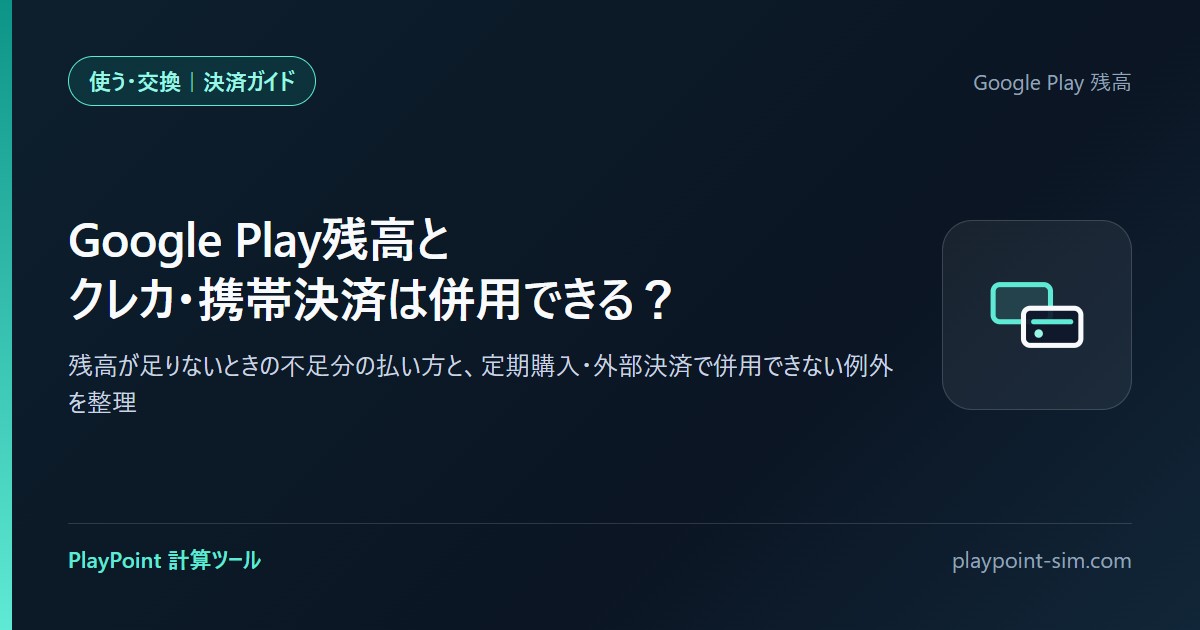 使う・交換｜決済ガイド
Google Play 残高
Google Play残高と
クレカ・携帯決済は併用できる？
残高が足りないときの不足分の払い方と、定期購入・外部決済で併用できない例外
を整理
PlayPoint 計算ツール
playpoint-sim.com